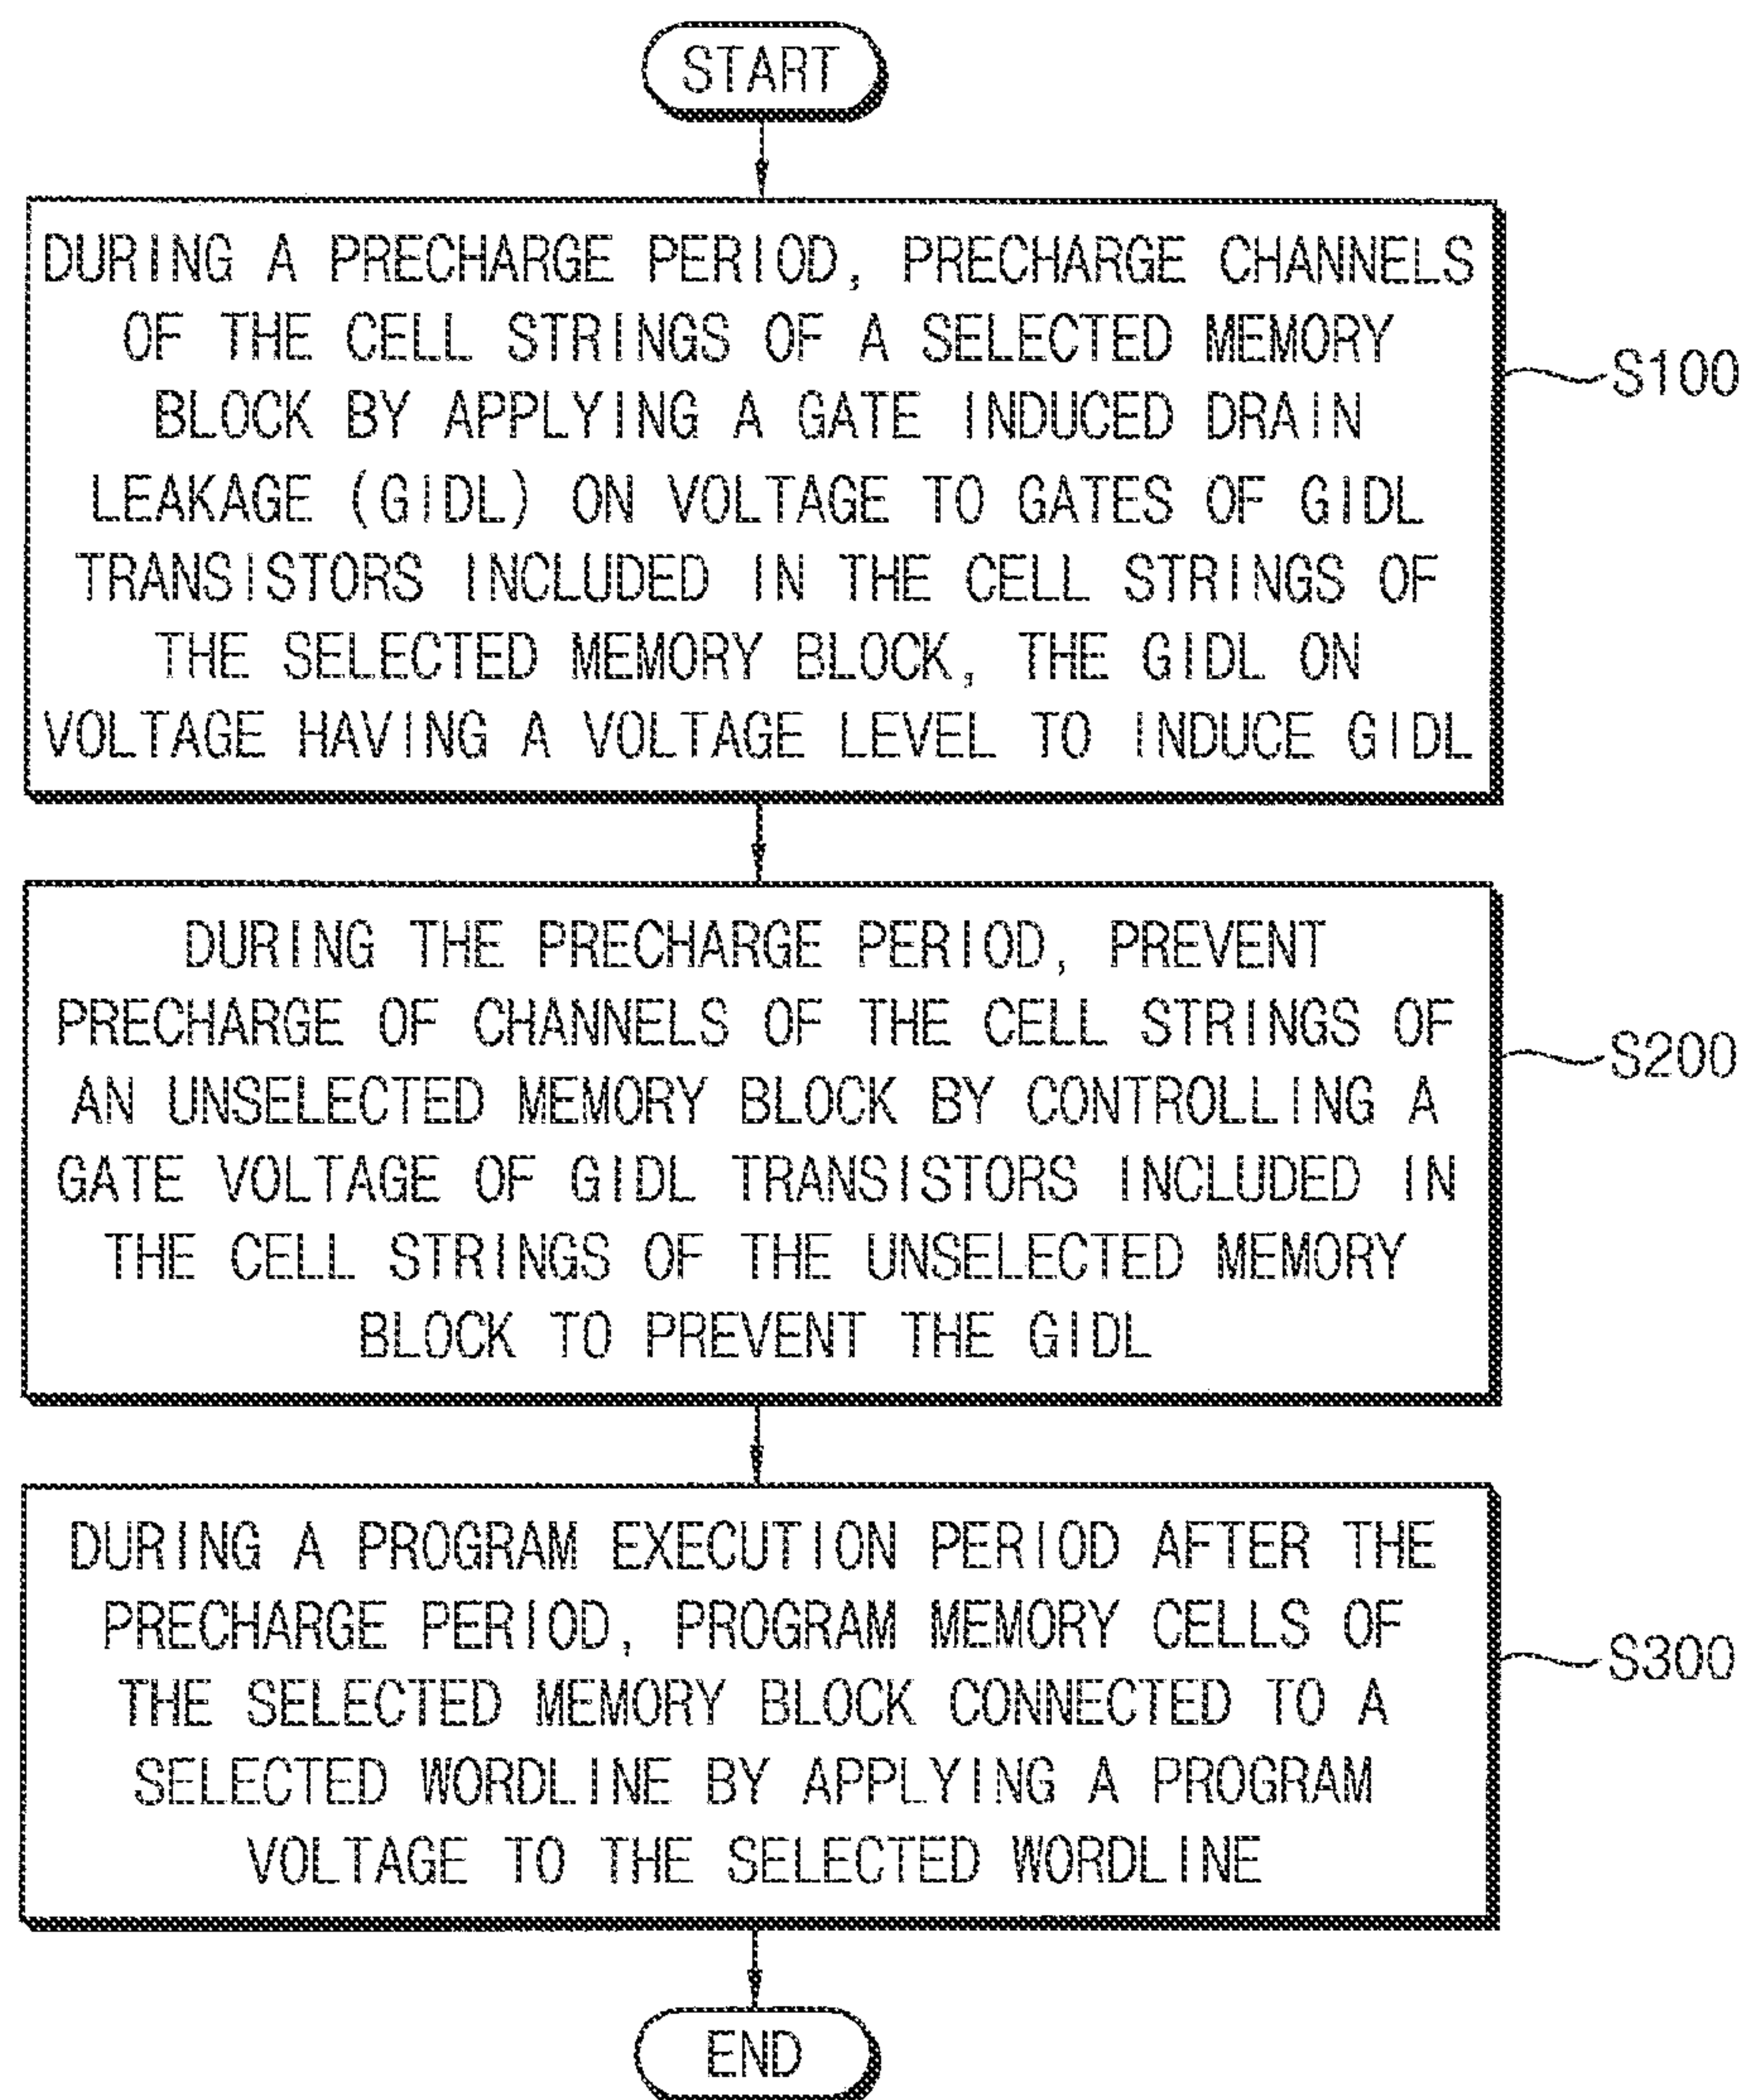 START
DURING A PRECHARGE PERIOD, PRECHARGE CHANNELS
OF THE CELL STRINGS OF A SELECTED MEMORY
BLOCK BY APPLYING A GATE INDUCED DRAIN
LEAKAGE (GIDL) ON VOLTAGE TO GATES OF GIDL
TRANSISTORS INCLUDED IN THE CELL STRINGS OF
THE SELECTED MEMORY BLOCK, THE GIDL ON
VOLTAGE HAVING A VOLTAGE LEVEL TO INDUCE GIDL
S100
DURING THE PRECHARGE PERIOD, PREVENT
PRECHARGE OF CHANNELS OF THE CELL STRINGS OF
AN UNSELECTED MEMORY BLOCK BY CONTROLLING A
GATE VOLTAGE OF GIDL TRANSISTORS INCLUDED IN
THE CELL STRINGS OF THE UNSELECTED MEMORY
BLOCK TO PREVENT THE GIDL
S200
DURING A PROGRAM EXECUTION PERIOD AFTER THE
PRECHARGE PERIOD, PROGRAM MEMORY CELLS OF
THE SELECTED MEMORY BLOCK CONNECTED TO A
SELECTED WORDLINE BY APPLYING A PROGRAM
VOLTAGE TO THE SELECTED WORDLINE
S300
END